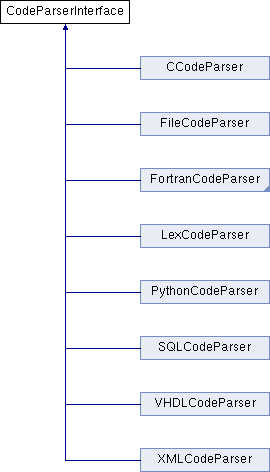 CodeParserInterface
CCodeParser
FileCodeParser
FortranCodeParser
LexCodeParser
PythonCodeParser
SQLCodeParser
VHDLCodeParser
XMLCodeParser